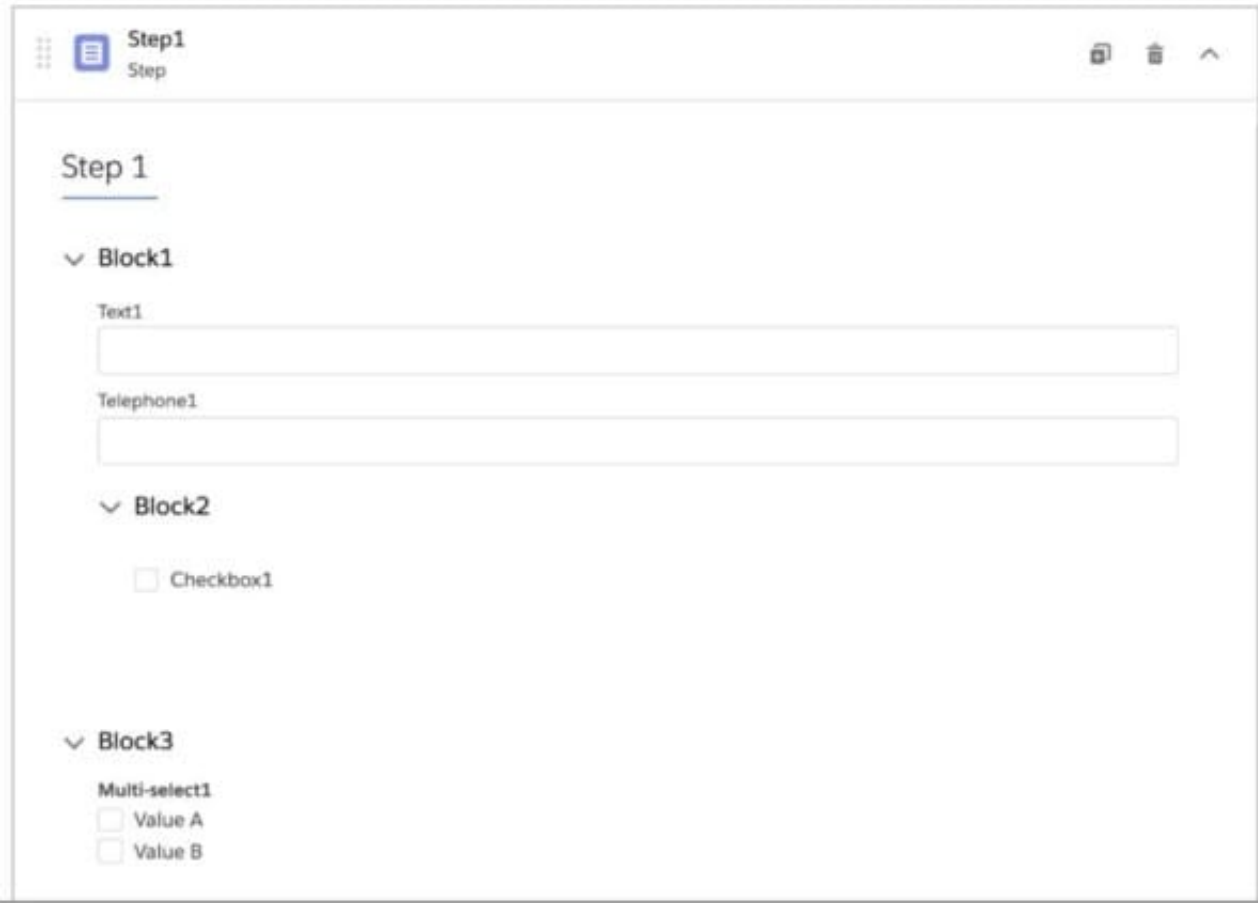 Step1
Step
Step 1
Block1
Text1
Telephone1
Block2
Checkbox1
Block3
Multi-select1
Value A
Value B